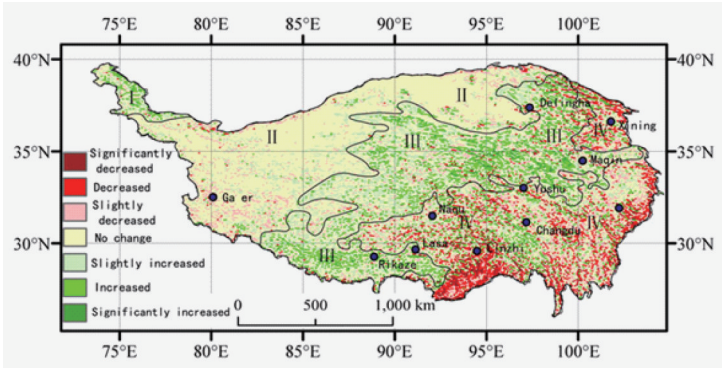 75°E 80°E 85°E 90°E 95°E 100°E
40°N 40°N
I II II Delingha
III III IV Xining
35°N Maqin 35°N
Significantly
decreased
Decreased Yushu
Ga er
Slightly
decreased Naqu
IV IV
No change Changdu
30°N Lasa Linzhi 30°N
Slightly increased III
Rikaze
Increased
0 500 1,000 km
Significantly increased
75°E 80°E 85°E 90°E 95°E 100°E